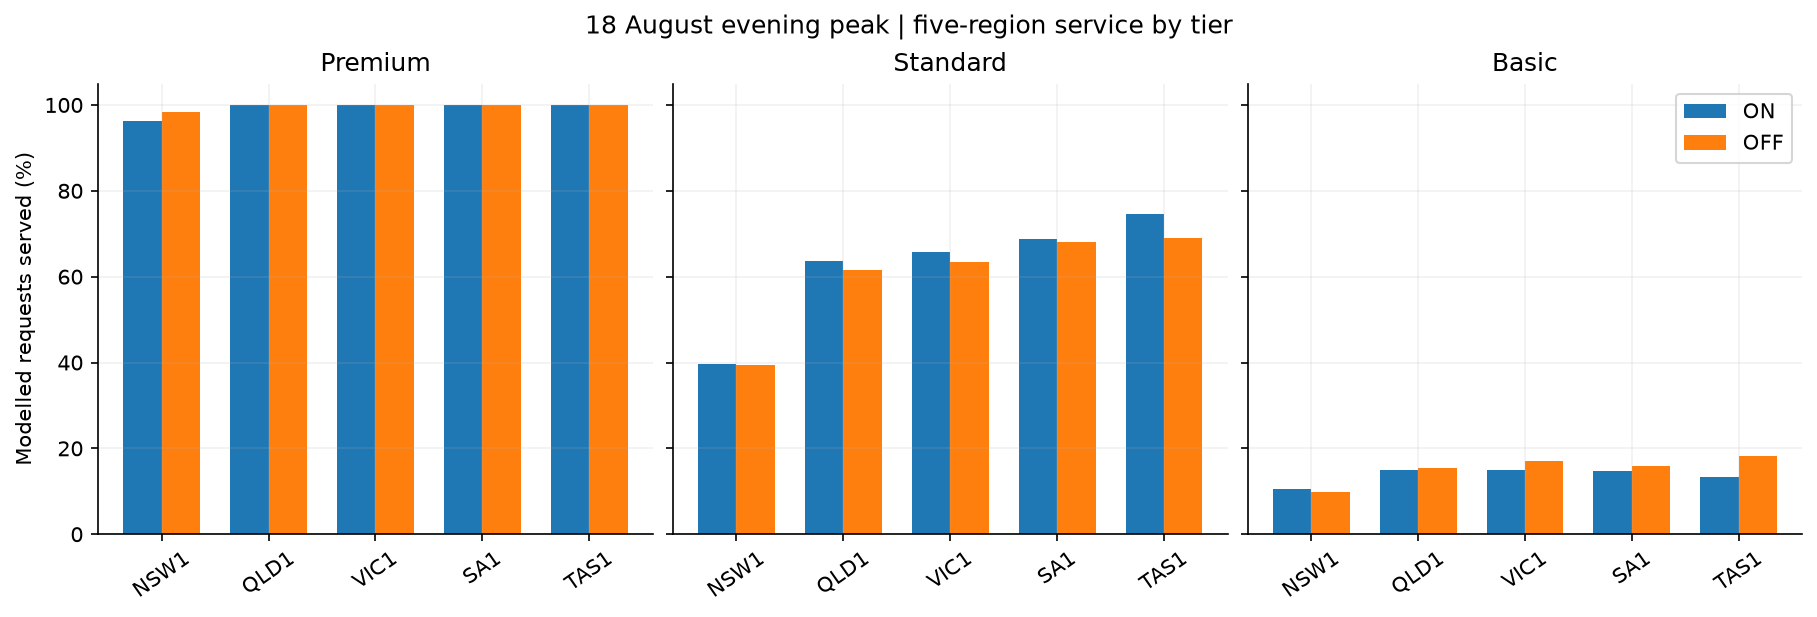 18 August evening peak | five-region service by tier
Premium
Standard
Basic
Modelled requests served (%)
100
80
60
40
20
0
ON
OFF
NSW1
QLD1
VIC1
SA1
TAS1
NSW1
QLD1
VIC1
SA1
TAS1
NSW1
QLD1
VIC1
SA1
TAS1